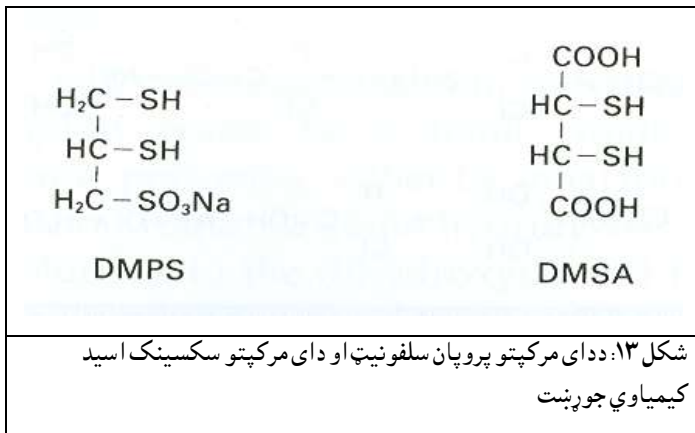 H₂C – SH
HC – SH
H₂C – SO₃Na
DMPS
COOH
HC – SH
HC – SH
COOH
DMSA
شکل ۱۳: ددای مرکپتو پروپان سلفونیټ او دای مرکپتو سکسینک اسید
کیمیاوي جوړښت